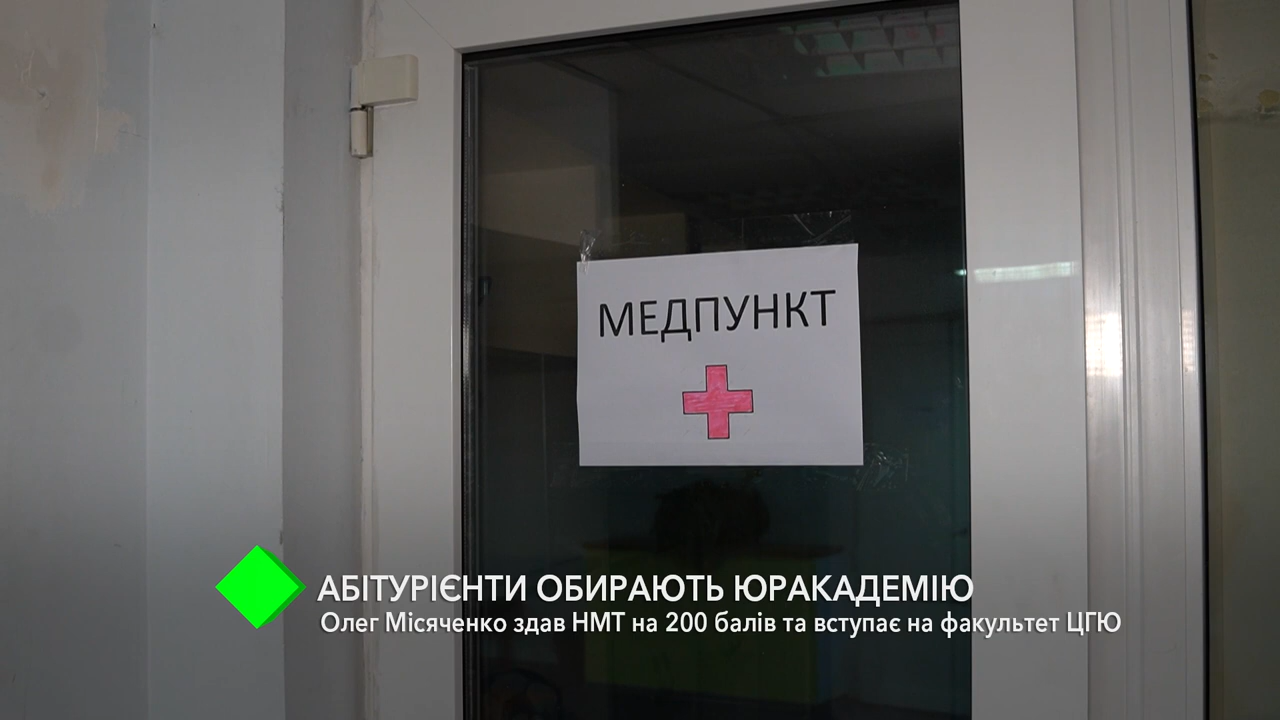 МЕДПУНКТ
АБІТУРІЄНТИ ОБИРАЮТЬ ЮРАКАДЕМІЮ
Олег Місяченко здав НМТ на 200 балів та вступає на факультет ЦГЮ